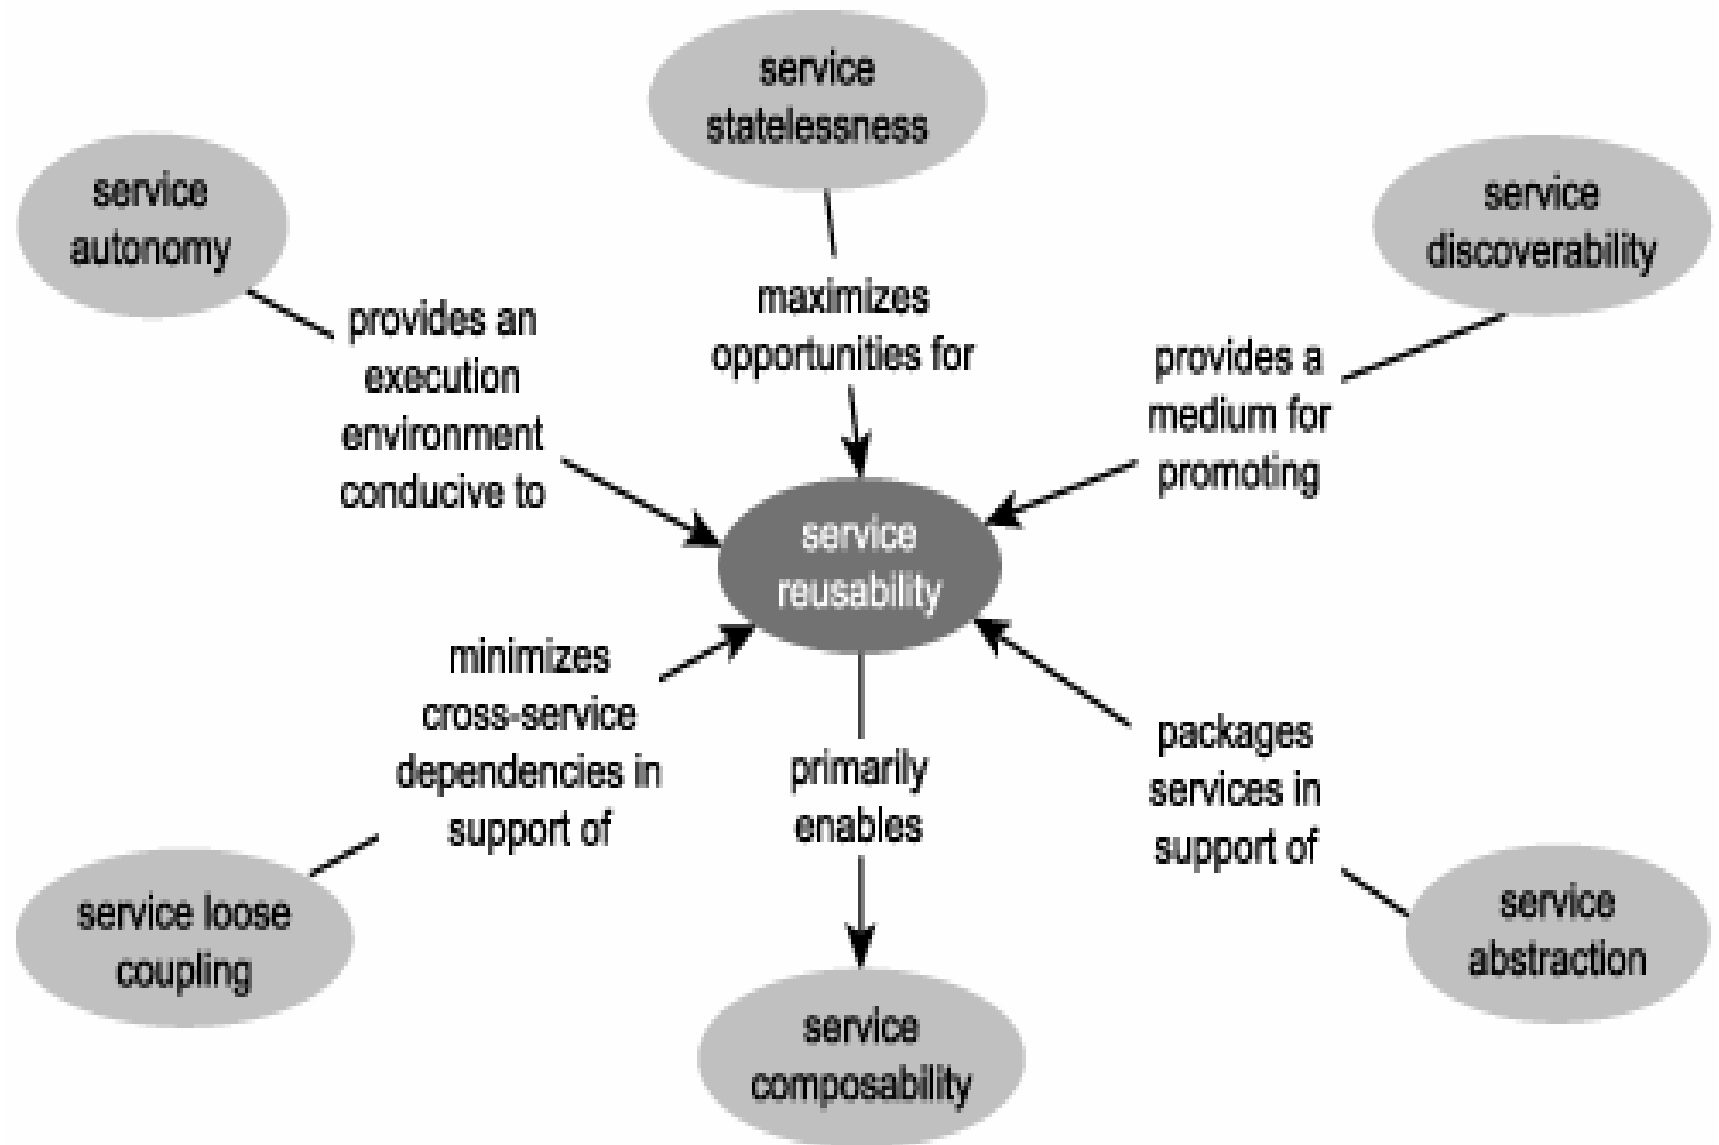 service
statelessness
service
autonomy
service
discoverability
maximizes
opportunities for
provides an
execution
environment
conducive to
provides a
medium for
promoting
service
reusability
minimizes
cross-service
dependencies in
support of
primarily
enables
packages
services in
support of
service loose
coupling
service
abstraction
service
composability